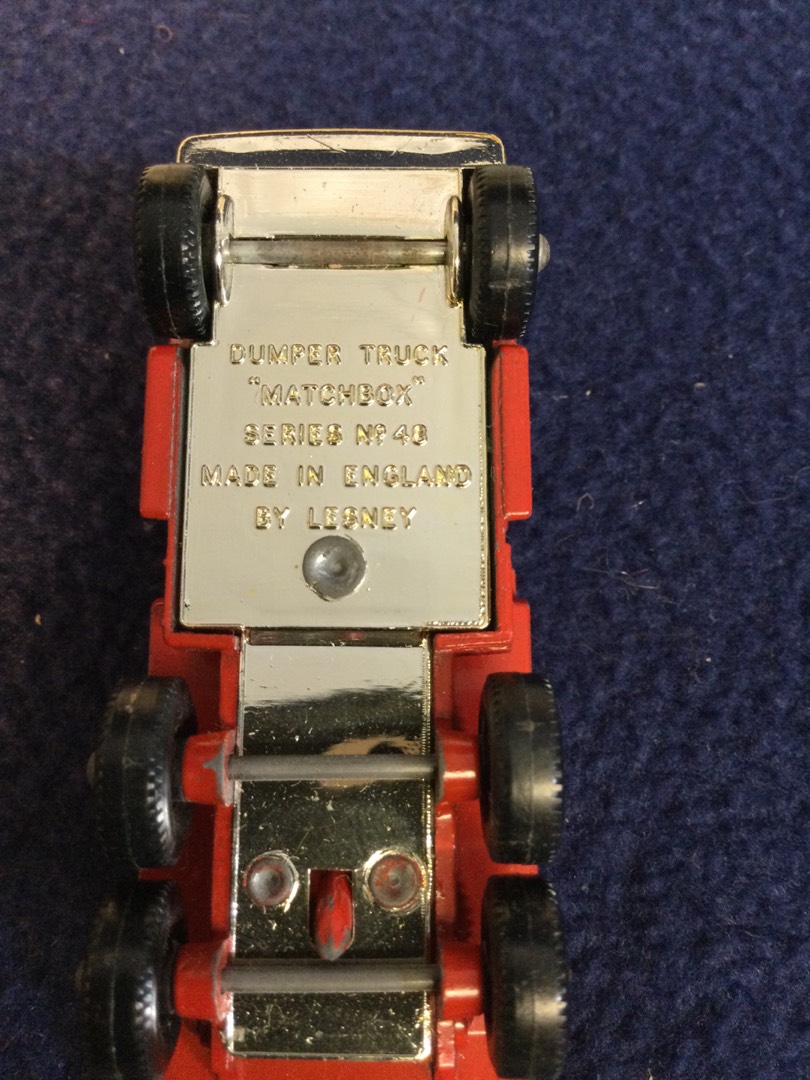 DUMPER TRUCK
"MATCHBOX"
SERIES Nº 48
MADE IN ENGLAND
BY LESNEY